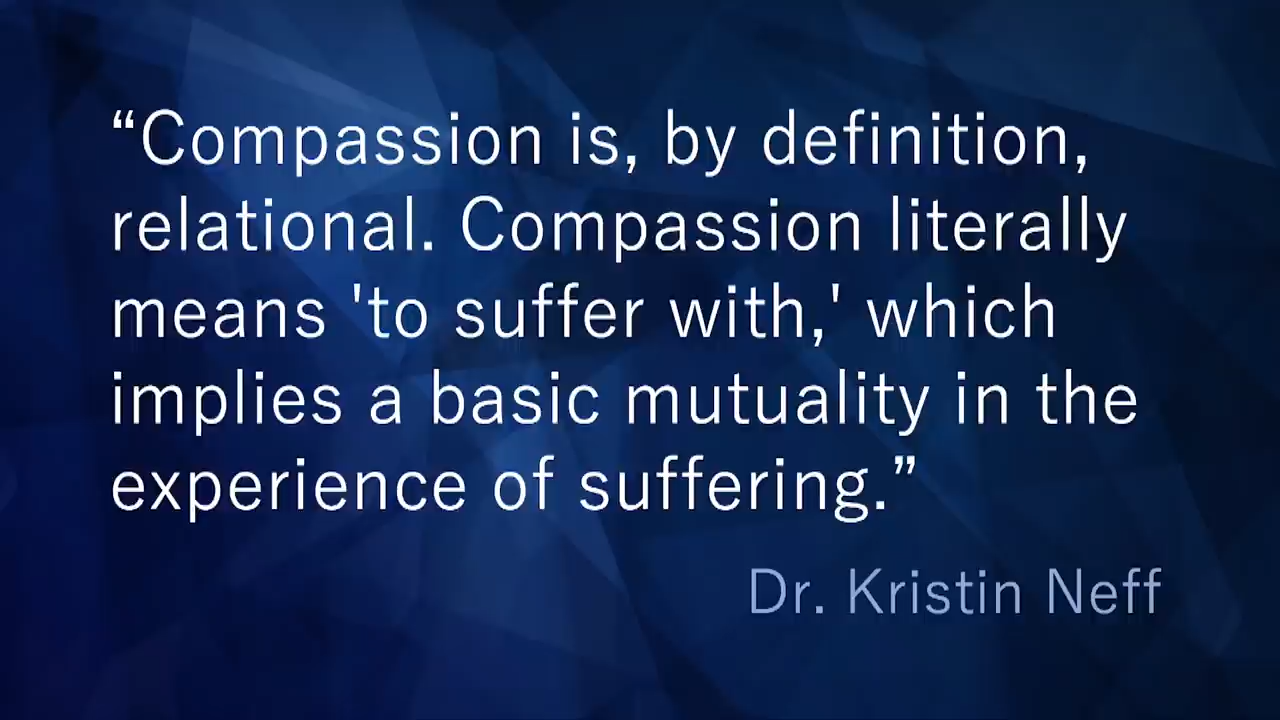 “Compassion is, by definition,
relational. Compassion literally
means 'to suffer with,' which
implies a basic mutuality in the
experience of suffering.”
Dr. Kristin Neff